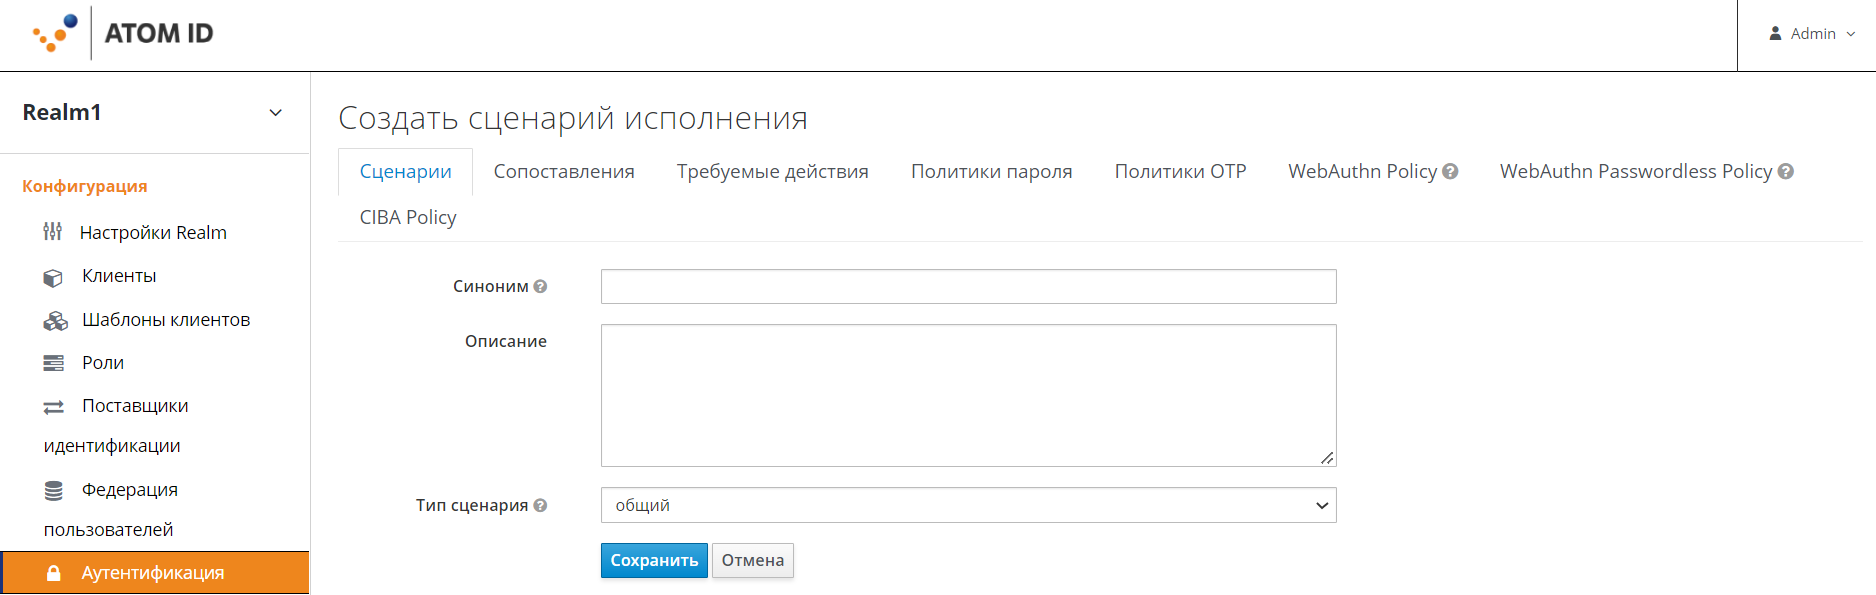 ATOM ID
Admin
Realm1
Конфигурация
Настройки Realm
Клиенты
Шаблоны клиентов
Роли
Поставщики
идентификации
Федерация
пользователей
Аутентификация
Создать сценарий исполнения
Сценарии Сопоставления Требуемые действия Политики пароля Политики OTP WebAuthn Policy WebAuthn Passwordless Policy
CIBA Policy
Синоним
Описание
Тип сценария общий
Сохранить Отмена